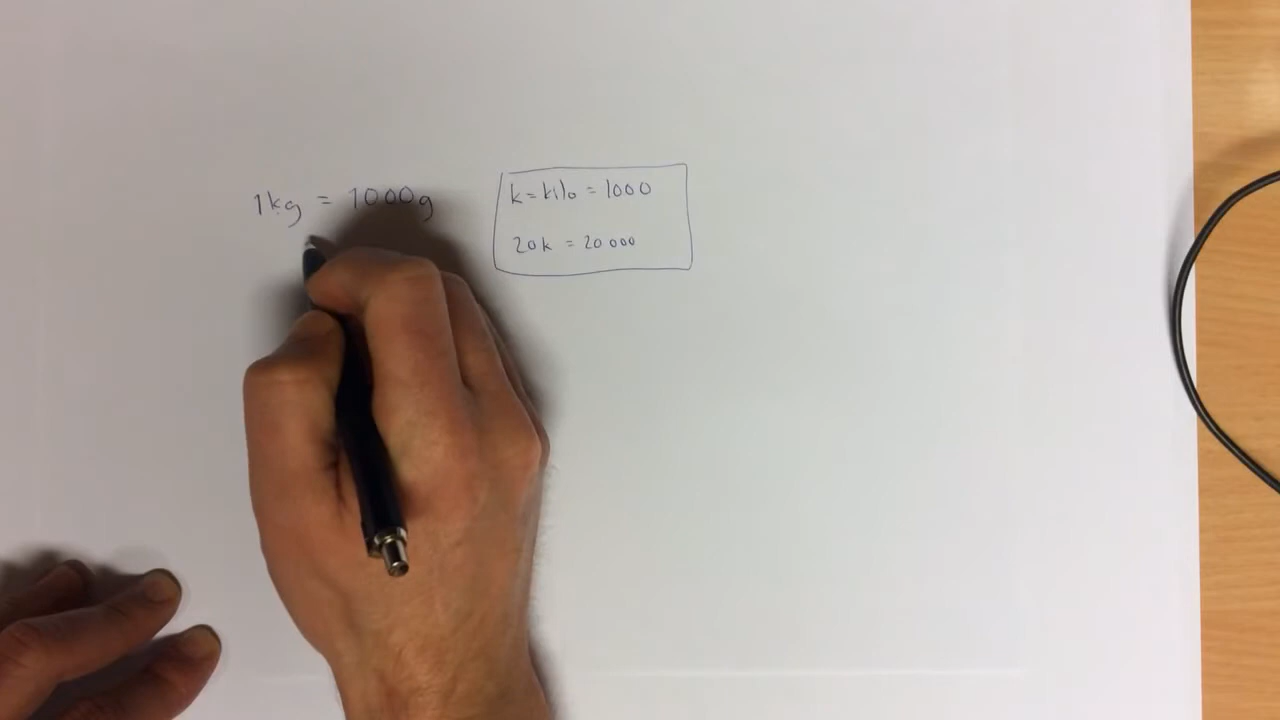 1kg = 1000g
k = kilo = 1000
20k = 20 000